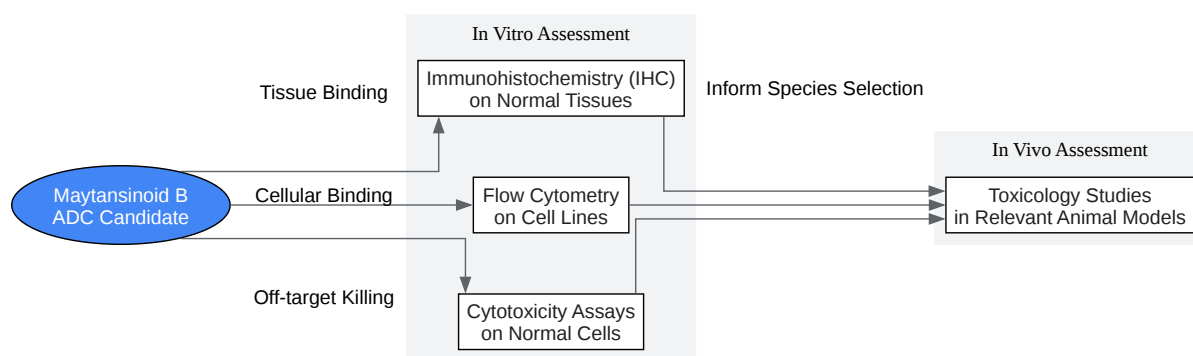 In Vitro Assessment
Tissue Binding
Immunohistochemistry (IHC)
on Normal Tissues
Inform Species Selection
In Vivo Assessment
Maytansinoid B
ADC Candidate
Cellular Binding
Flow Cytometry
on Cell Lines
Toxicology Studies
in Relevant Animal Models
Off-target Killing
Cytotoxicity Assays
on Normal Cells